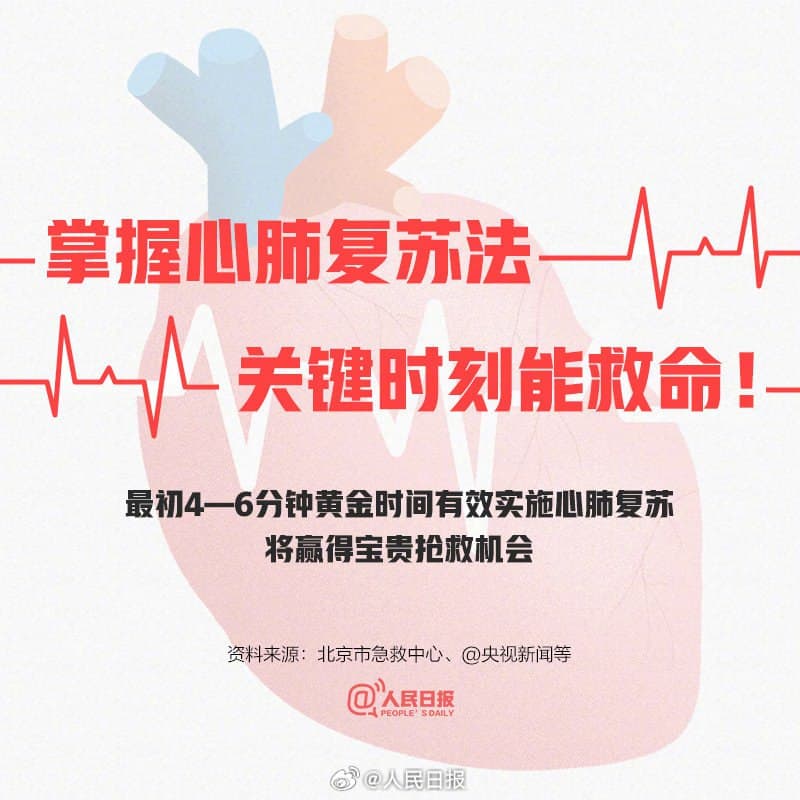 掌握心肺复苏法
关键时刻能救命！
最初4—6分钟黄金时间有效实施心肺复苏
将赢得宝贵抢救机会
资料来源：北京市急救中心、@央视新闻等
@人民日报
PEOPLE'S DAILY
@人民日报